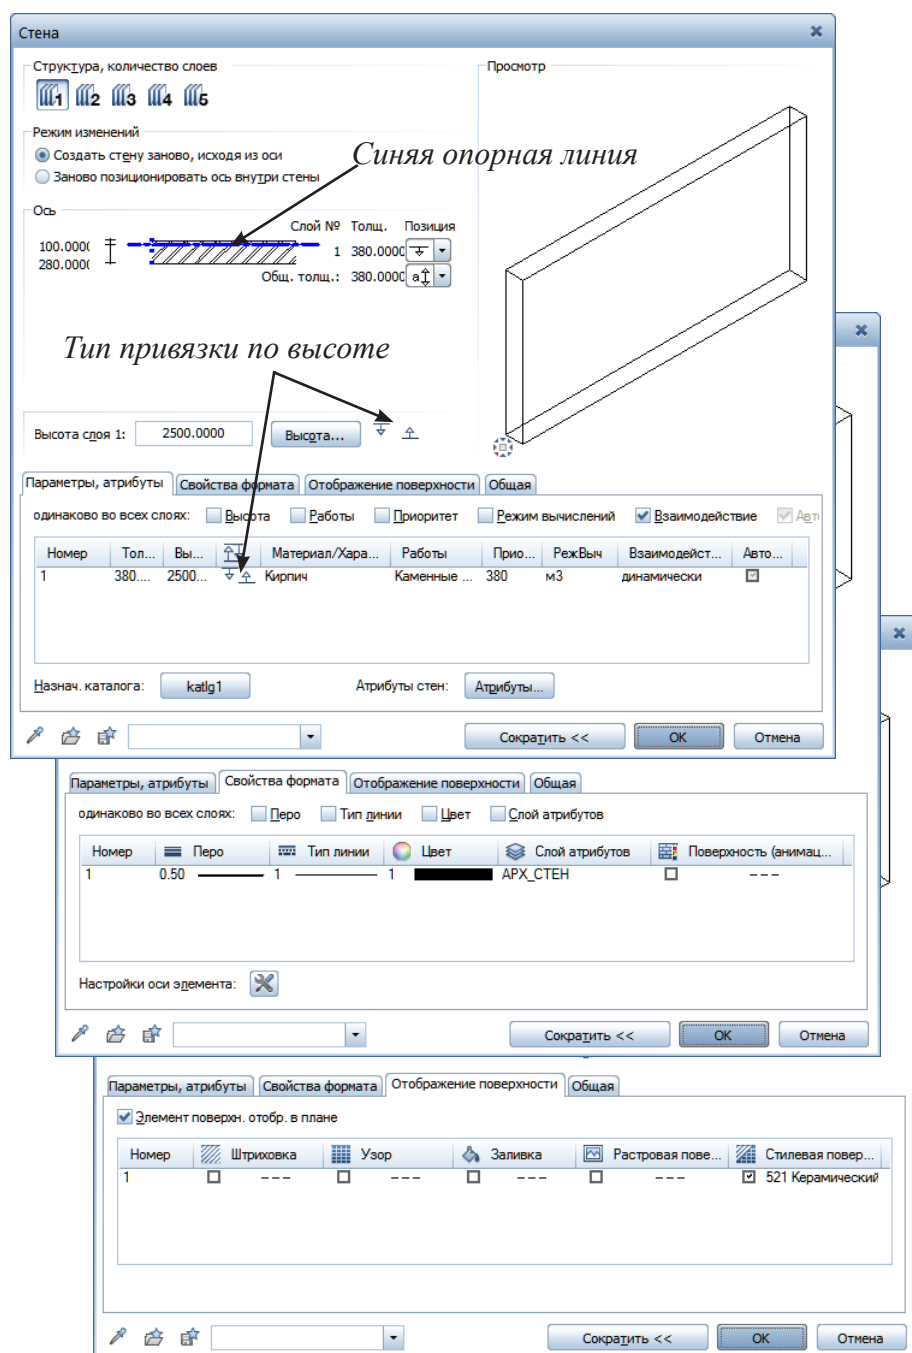 Стена
Структура, количество слоев
1 2 3 4 5
Режим изменений
Создать стену заново, исходя из оси
Заново позиционировать ось внутри стены
Синяя опорная линия
Ось
Слой № Толщ. Позиция
100.000( 1 380.000(
280.000(
Общ. толщ.: 380.000( a
Просмотр
Тип привязки по высоте
Высота слоя 1: 2500.0000 Высота...
Параметры, атрибуты Свойства формата Отображение поверхности Общая
одинаково во всех слоях: Высота Работы Приоритет Режим вычислений Взаимодействие Авто
Номер Тол... Вы... Материал/Хара... Работы Прио... РежВыч Взаимодейст... Авто...
1 380.... 2500... Кирпич Каменные ... 380 м3 динамически
Назнач. каталога: katlg1 Атрибуты стен: Атрибуты...
Сократить << OK Отмена
Параметры, атрибуты Свойства формата Отображение поверхности Общая
одинаково во всех слоях: Перо Тип линии Цвет Слой атрибутов
Номер Перо Тип линии Цвет Слой атрибутов Поверхность (анимац...
1 0.50 1 1 АРХ_СТЕН ---
Настройки оси элемента:
Сократить << OK Отмена
Параметры, атрибуты Свойства формата Отображение поверхности Общая
Элемент поверхн. отобр. в плане
Номер Штриховка Узор Заливка Растровая пове... Стилевая повер...
1 --- --- --- --- 521 Керамический
Сократить << OK Отмена